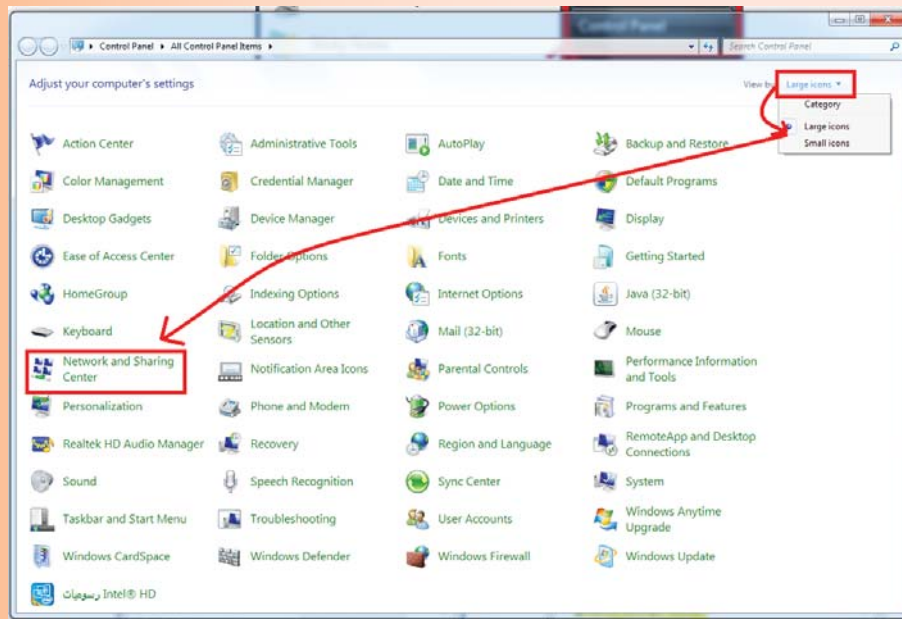 Control Panel
Control Panel ▸ All Control Panel Items ▸
Search Control Panel
Adjust your computer's settings
View by: Large icons
Category
Large icons
Small icons
Action Center
Administrative Tools
AutoPlay
Backup and Restore
Color Management
Credential Manager
Date and Time
Default Programs
Desktop Gadgets
Device Manager
Devices and Printers
Display
Ease of Access Center
Folder Options
Fonts
Getting Started
HomeGroup
Indexing Options
Internet Options
Java (32-bit)
Keyboard
Location and Other
Sensors
Mail (32-bit)
Mouse
Network and Sharing
Center
Notification Area Icons
Parental Controls
Performance Information
and Tools
Personalization
Phone and Modem
Power Options
Programs and Features
Realtek HD Audio Manager
Recovery
Region and Language
RemoteApp and Desktop
Connections
Sound
Speech Recognition
Sync Center
System
Taskbar and Start Menu
Troubleshooting
User Accounts
Windows Anytime
Upgrade
Windows CardSpace
Windows Defender
Windows Firewall
Windows Update
رسوميات Intel® HD